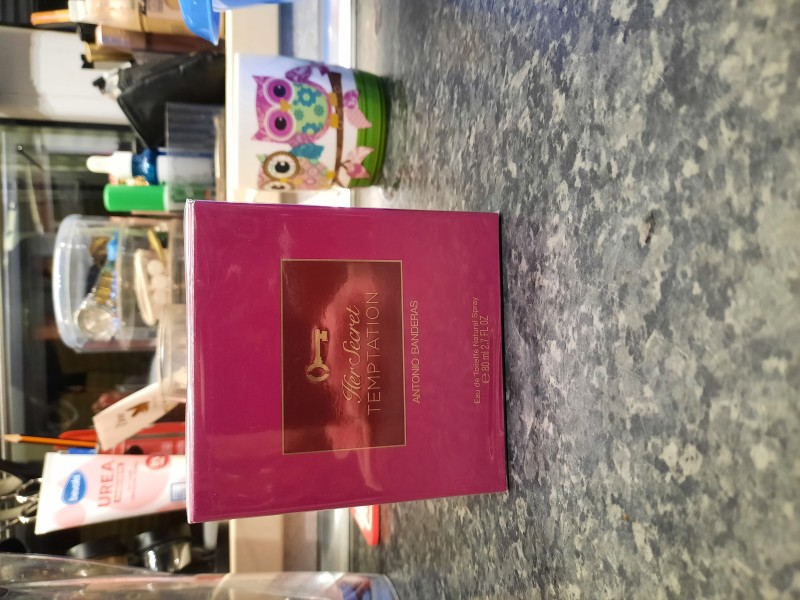 Her Secret
TEMPTATION
ANTONIO BANDERAS
Eau de Toilette Natural Spray
℮ 80 ml 2.7 FL.OZ
UREA